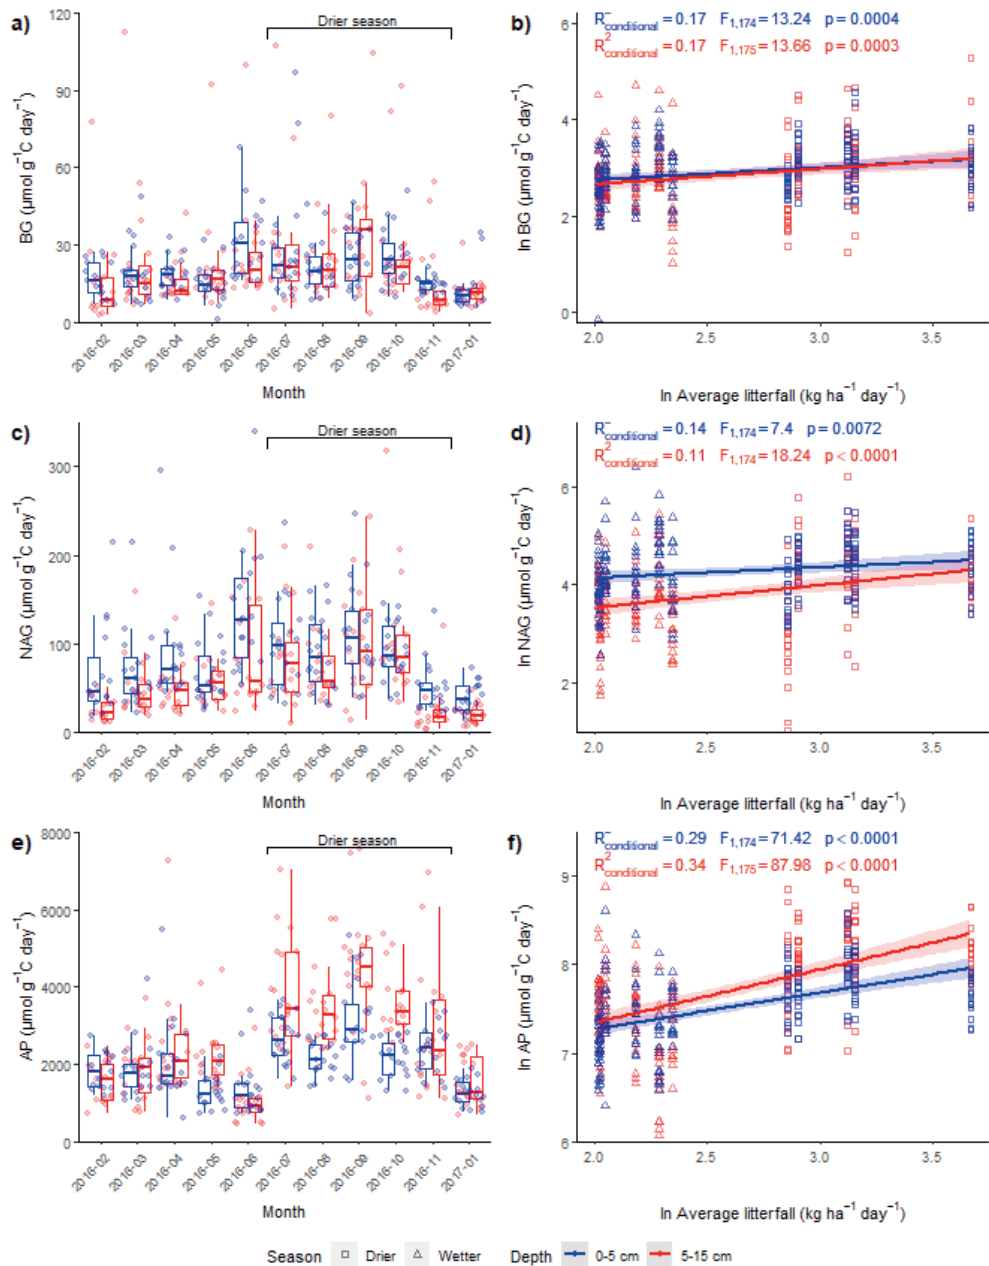 a)
Drier season
120
90
60
30
0
BG (μmol g⁻¹C day⁻¹)
2016-02
2016-03
2016-04
2016-05
2016-06
2016-07
2016-08
2016-09
2016-10
2016-11
2017-01
Month
b)
R⁻conditional = 0.17 F1,174 = 13.24 p = 0.0004
R²conditional = 0.17 F1,175 = 13.66 p = 0.0003
6
4
2
0
ln BG (μmol g⁻¹C day⁻¹)
2.0 2.5 3.0 3.5
ln Average litterfall (kg ha⁻¹ day⁻¹)
c)
Drier season
300
200
100
0
NAG (μmol g⁻¹C day⁻¹)
2016-02
2016-03
2016-04
2016-05
2016-06
2016-07
2016-08
2016-09
2016-10
2016-11
2017-01
Month
d)
R⁻conditional = 0.14 F1,174 = 7.4 p = 0.0072
R²conditional = 0.11 F1,174 = 18.24 p < 0.0001
6
4
2
ln NAG (μmol g⁻¹C day⁻¹)
2.0 2.5 3.0 3.5
ln Average litterfall (kg ha⁻¹ day⁻¹)
e)
Drier season
8000
6000
4000
2000
0
AP (μmol g⁻¹C day⁻¹)
2016-02
2016-03
2016-04
2016-05
2016-06
2016-07
2016-08
2016-09
2016-10
2016-11
2017-01
Month
f)
R⁻conditional = 0.29 F1,174 = 71.42 p < 0.0001
R²conditional = 0.34 F1,175 = 87.98 p < 0.0001
9
8
7
6
ln AP (μmol g⁻¹C day⁻¹)
2.0 2.5 3.0 3.5
ln Average litterfall (kg ha⁻¹ day⁻¹)
Season Drier Wetter Depth 0-5 cm 5-15 cm